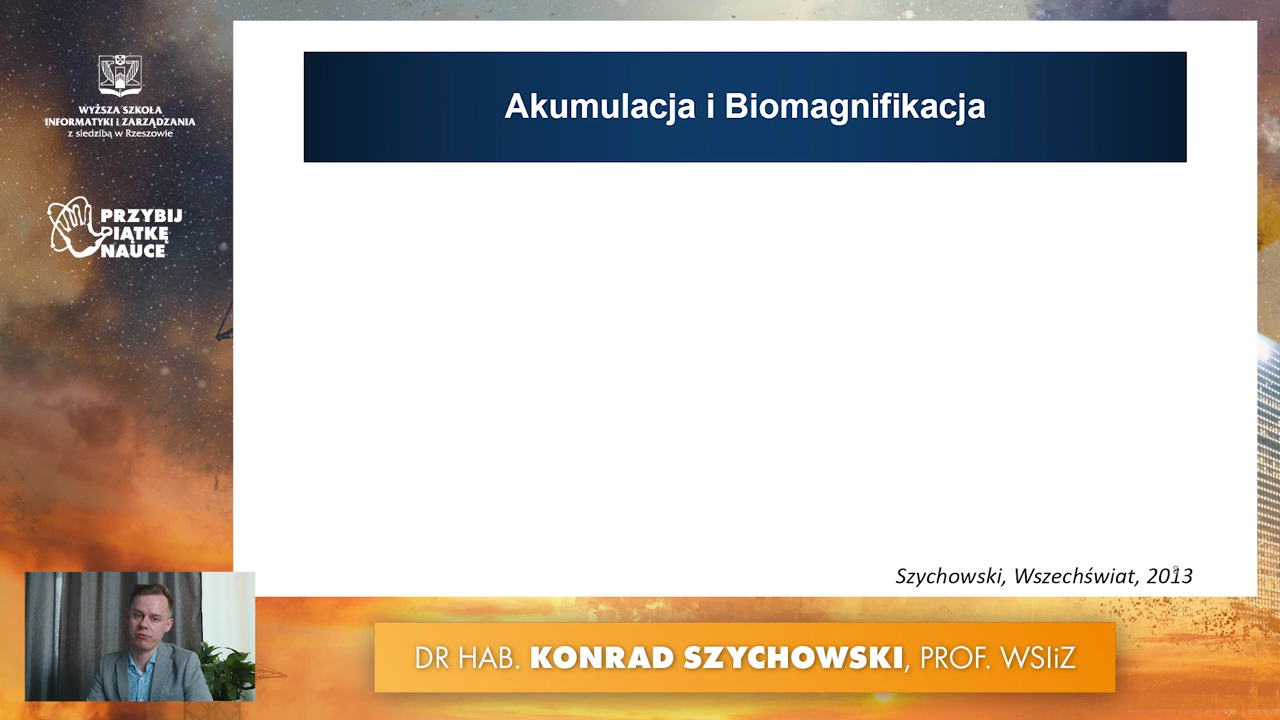 WYŻSZA SZKOŁA
INFORMATYKI i ZARZĄDZANIA
z siedzibą w Rzeszowie
PRZYBIJ
PIĄTKĘ
NAUCE
Akumulacja i Biomagnifikacja
Szychowski, Wszechświat, 2013
DR HAB. KONRAD SZYCHOWSKI, PROF. WSIiZ